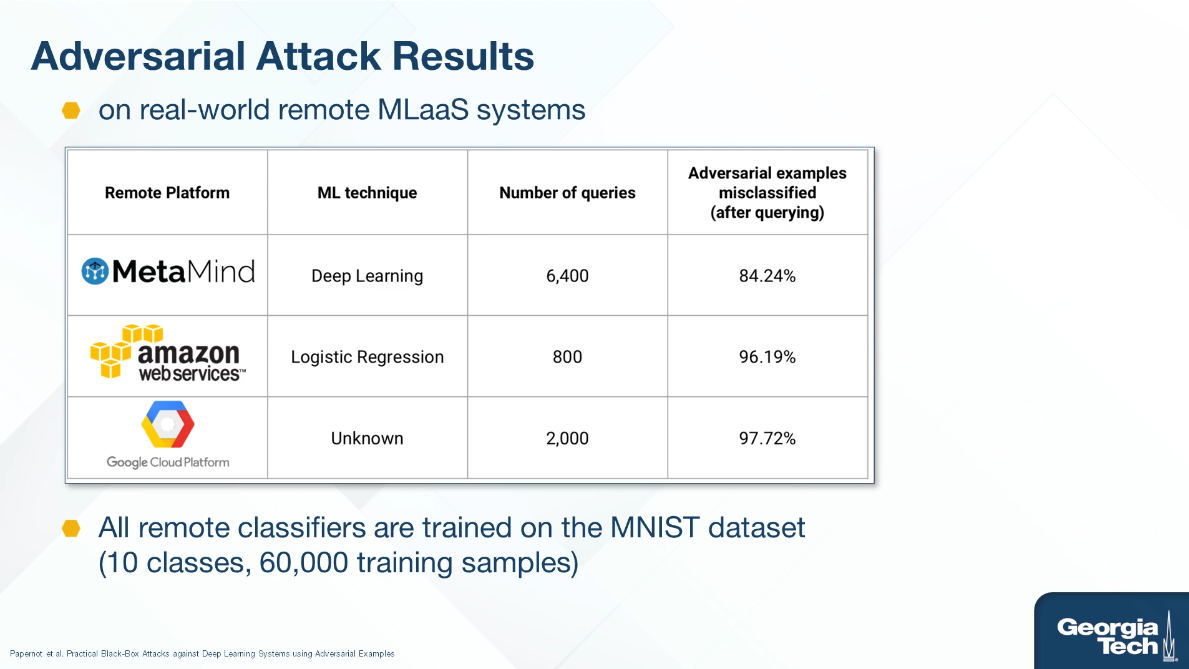 Adversarial Attack Results
on real-world remote MLaaS systems
Remote Platform
ML technique
Number of queries
Adversarial examples
misclassified
(after querying)
MetaMind
Deep Learning
6,400
84.24%
amazon
web services™
Logistic Regression
800
96.19%
Google Cloud Platform
Unknown
2,000
97.72%
All remote classifiers are trained on the MNIST dataset
(10 classes, 60,000 training samples)
Papernot et al. Practical Black-Box Attacks against Deep Learning Systems using Adversarial Examples
Georgia
Tech